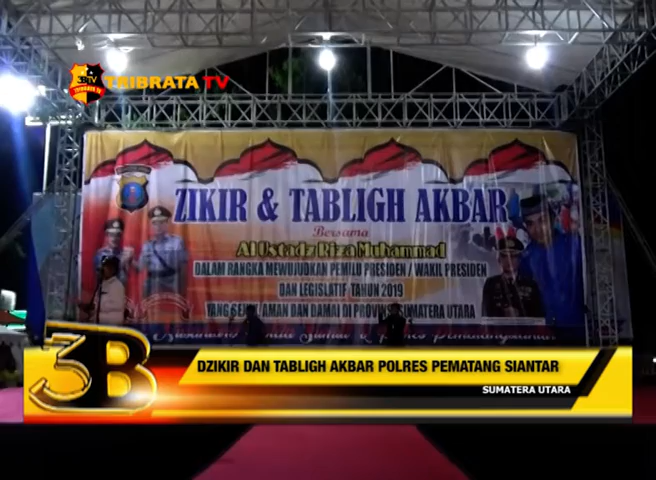 TRIBRATA TV
ZIKIR & TABLIGH AKBAR
Bersama
Al Ustadz Riza Muhammad
DALAM RANGKA MEWUJUDKAN PEMILU PRESIDEN / WAKIL PRESIDEN
DAN LEGISLATIF TAHUN 2019
YANG AMAN DAN DAMAI DI PROVINSI SUMATERA UTARA
3B
DZIKIR DAN TABLIGH AKBAR POLRES PEMATANG SIANTAR
SUMATERA UTARA